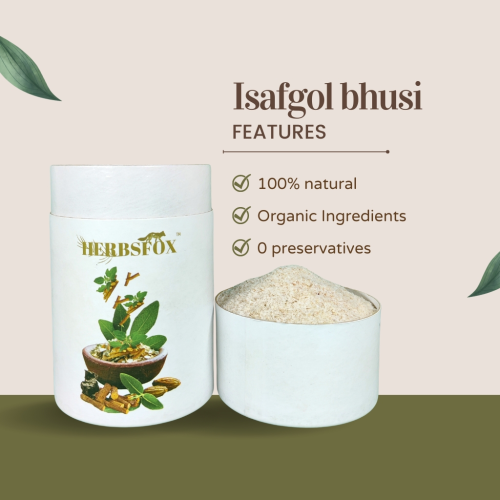 Isafgol bhusi
FEATURES
100% natural
Organic Ingredients
0 preservatives
HERBSFOX